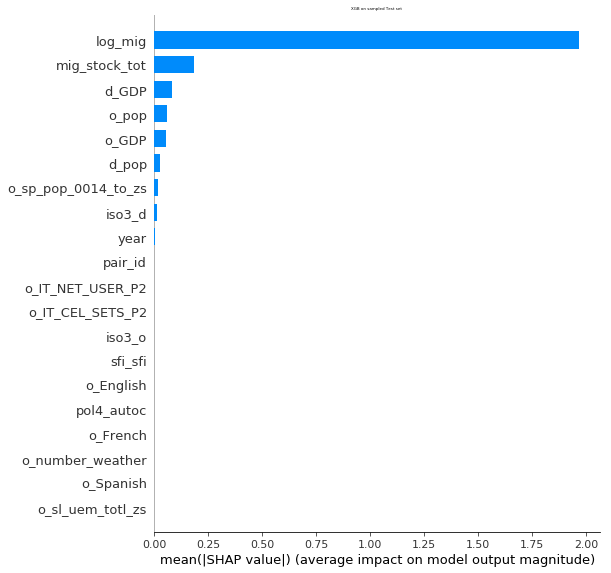 XGB on sampled Test set
log_mig
mig_stock_tot
d_GDP
o_pop
o_GDP
d_pop
o_sp_pop_0014_to_zs
iso3_d
year
pair_id
o_IT_NET_USER_P2
o_IT_CEL_SETS_P2
iso3_o
sfi_sfi
o_English
pol4_autoc
o_French
o_number_weather
o_Spanish
o_sl_uem_totl_zs
0.00 0.25 0.50 0.75 1.00 1.25 1.50 1.75 2.00
mean(|SHAP value|) (average impact on model output magnitude)